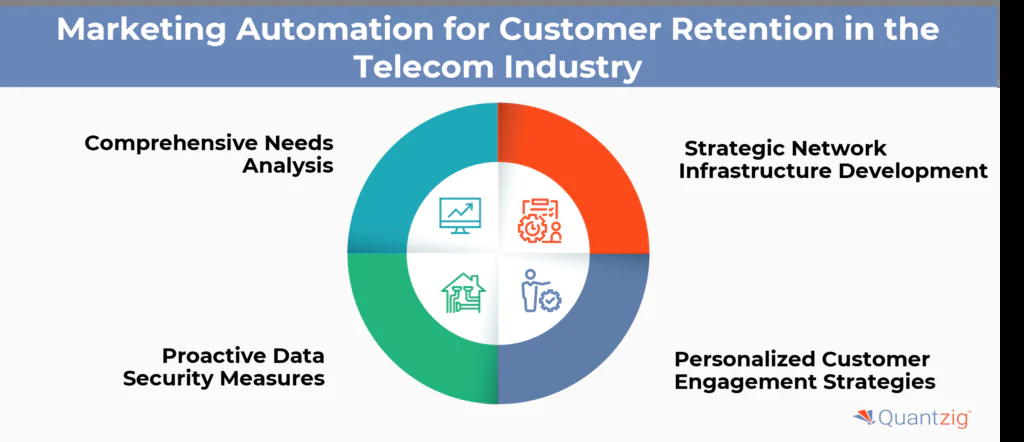 Marketing Automation for Customer Retention in the
Telecom Industry
Comprehensive Needs
Analysis
Strategic Network
Infrastructure Development
Proactive Data
Security Measures
Personalized Customer
Engagement Strategies
Quantzig™